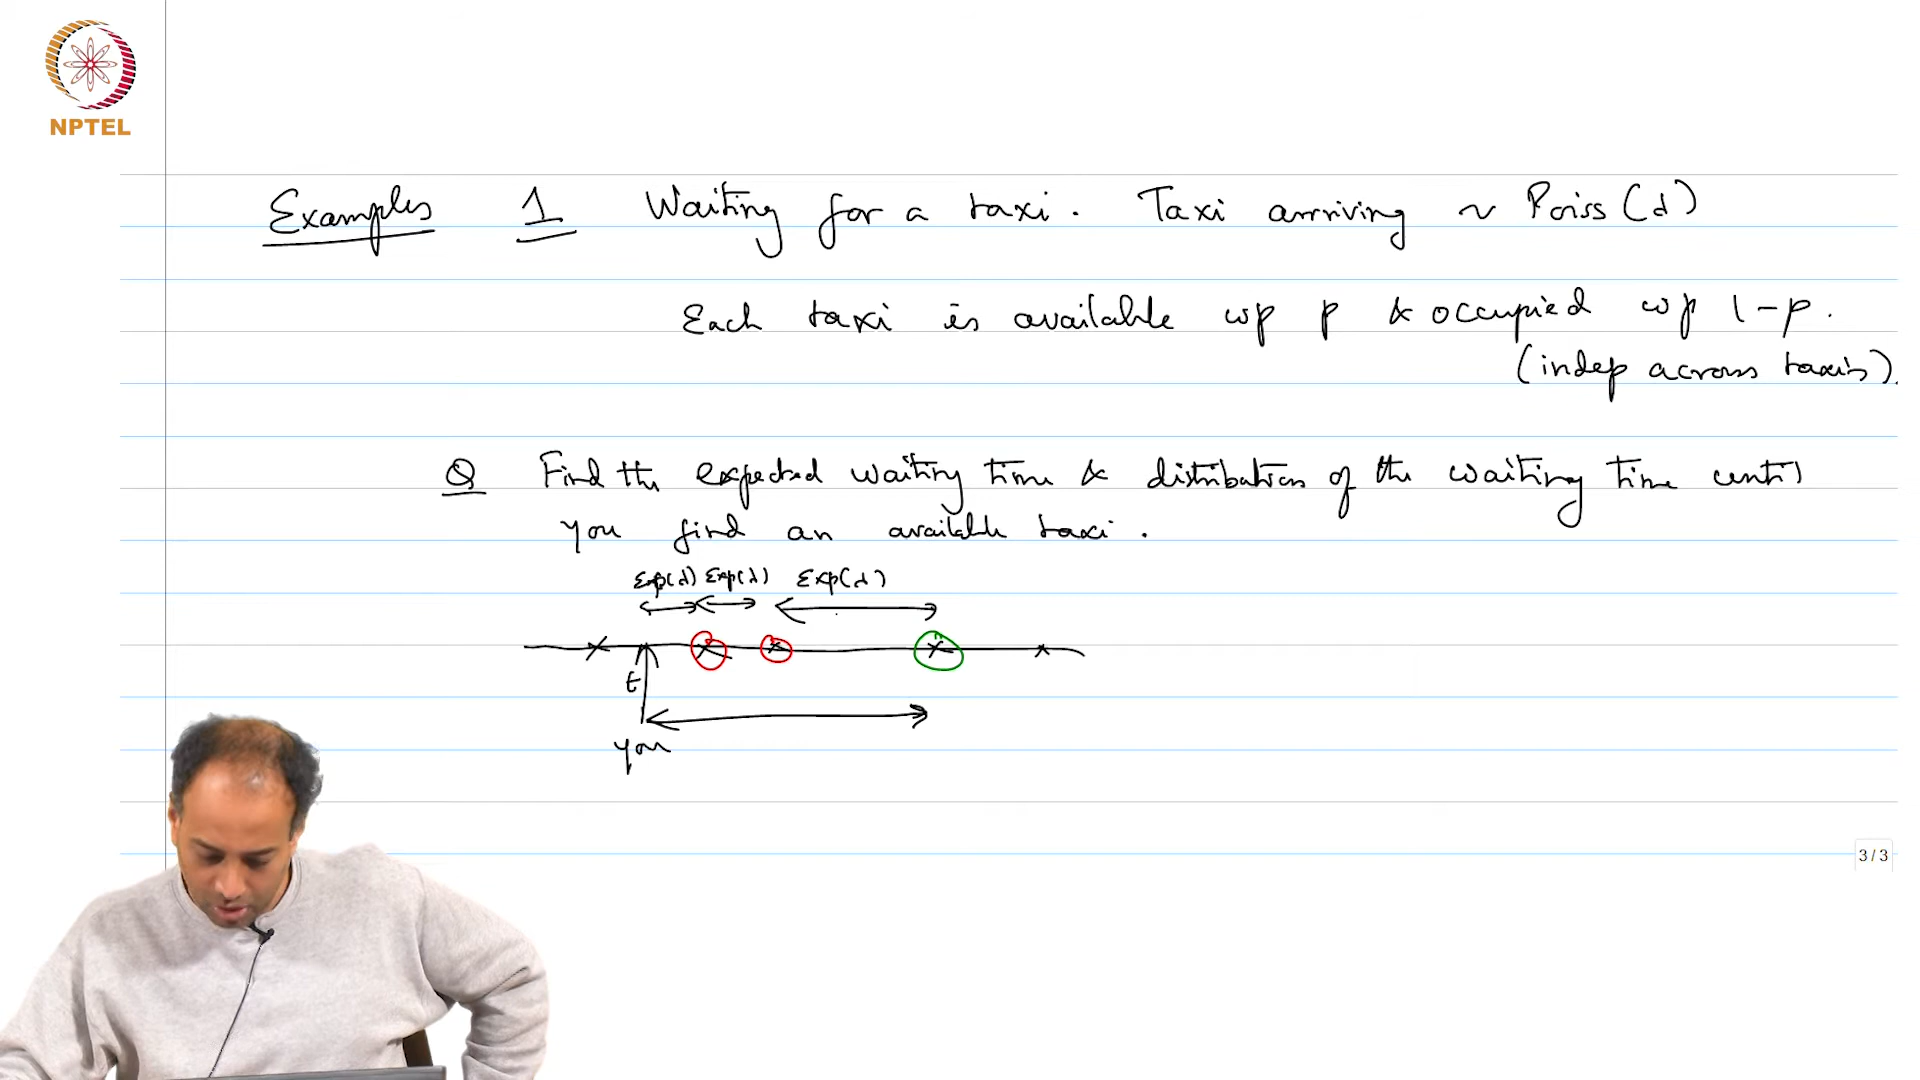 NPTEL
Examples 1 Waiting for a taxi. Taxi arriving ~ Poiss(λ)
Each taxi is available wp p & occupied wp 1-p.
(indep across taxis).
Q Find the expected waiting time & distribution of the waiting time until
you find an available taxi.
Exp(λ) Exp(λ) Exp(λ)
t
you
3 / 3